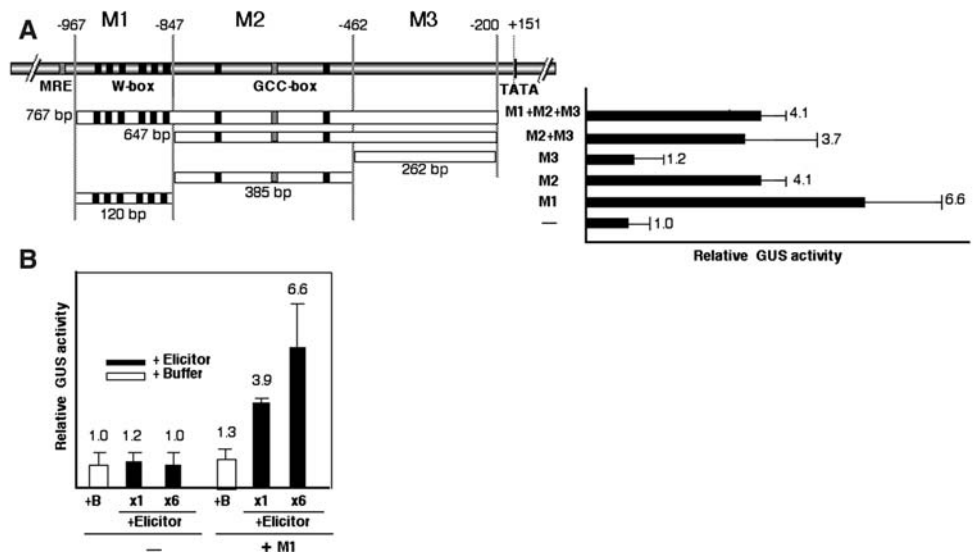 A
M1 M2 M3
-967 -847 -462 -200 +151
MRE W-box GCC-box TATA
767 bp
647 bp
262 bp
385 bp
120 bp
M1+M2+M3 4.1
M2+M3 3.7
M3 1.2
M2 4.1
M1 6.6
— 1.0
Relative GUS activity
B
Relative GUS activity
+ Elicitor
+ Buffer
1.0 1.2 1.0 1.3 3.9 6.6
+B x1 x6 +B x1 x6
+Elicitor +Elicitor
— + M1